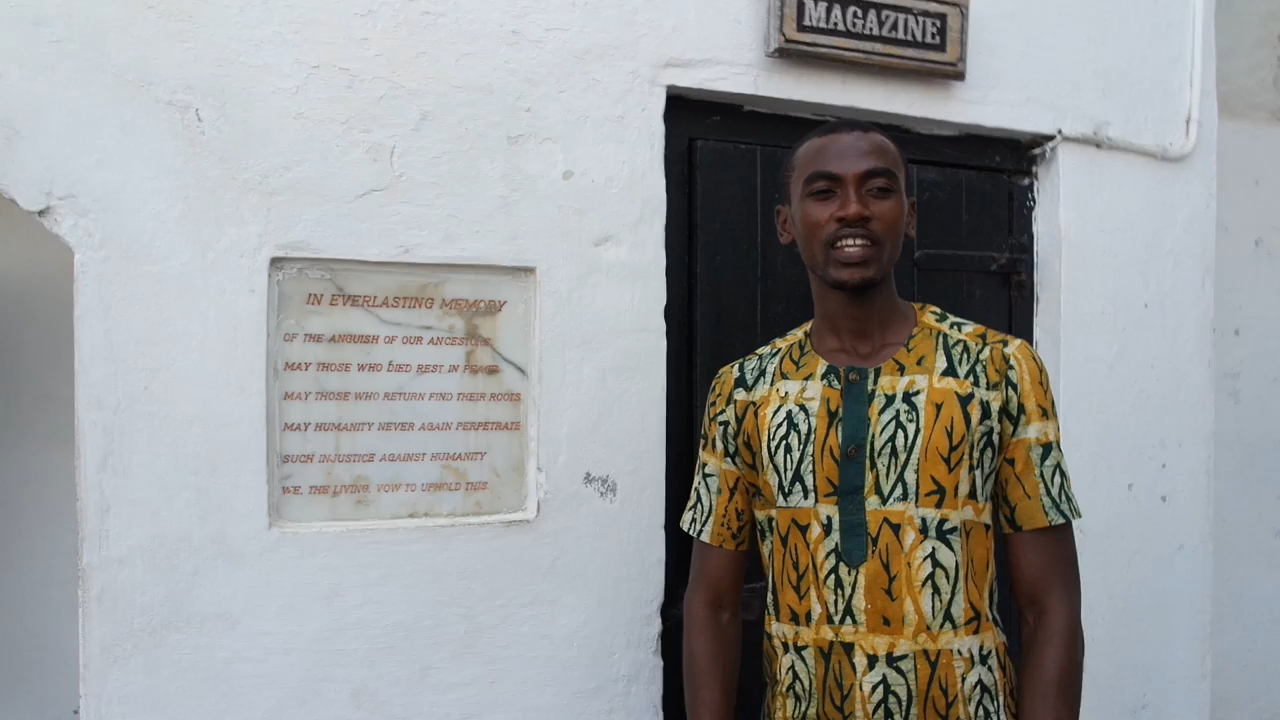 MAGAZINE
IN EVERLASTING MEMORY
OF THE ANGUISH OF OUR ANCESTORS.
MAY THOSE WHO DIED REST IN PEACE
MAY THOSE WHO RETURN FIND THEIR ROOTS
MAY HUMANITY NEVER AGAIN PERPETRATE
SUCH INJUSTICE AGAINST HUMANITY
WE, THE LIVING, VOW TO UPHOLD THIS.